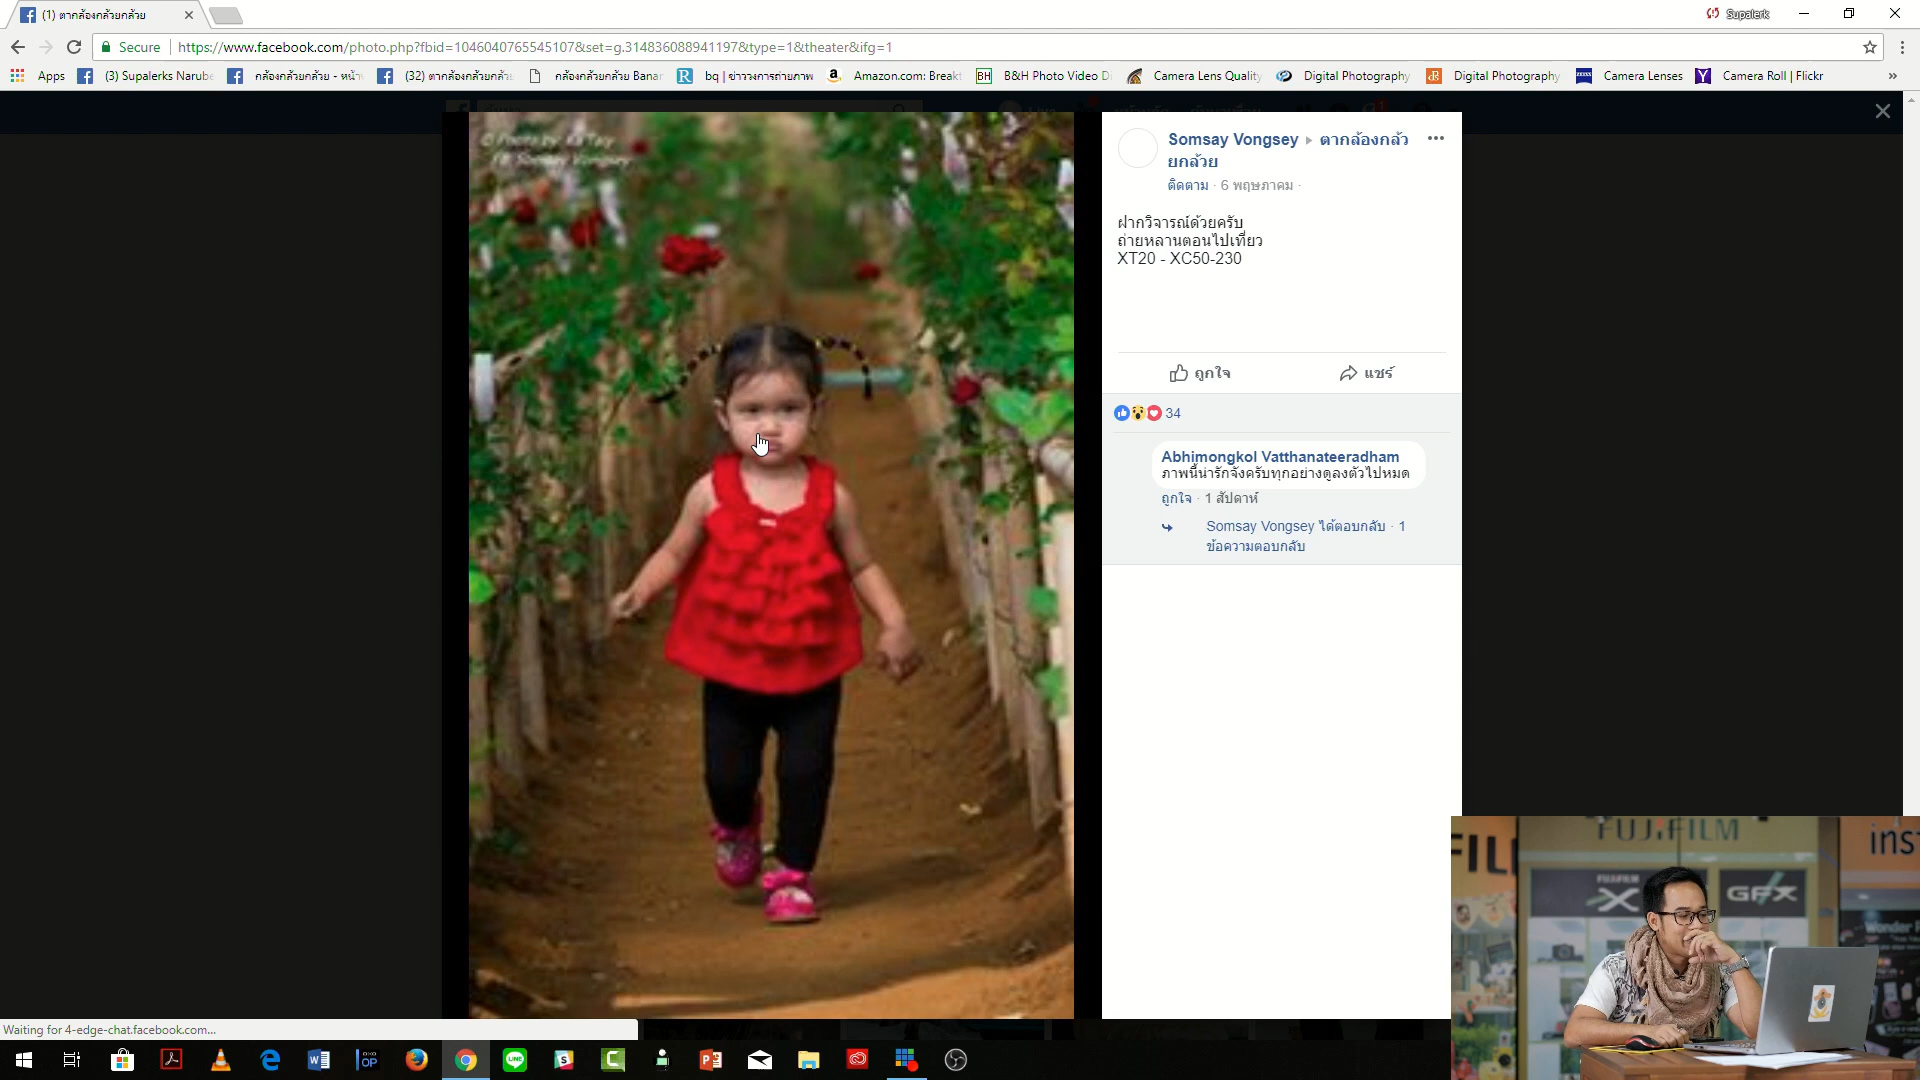 (1) ตากล้องกล้วยกล้วย
Supalerk
Secure
https://www.facebook.com/photo.php?fbid=1046040765545107&set=g.314836088941197&type=1&theater&ifg=1
Apps
(3) Supalerks Narube
กล้องกล้วยกล้วย - หน้า
(32) ตากล้องกล้วยกล้ว
กล้องกล้วยกล้วย Banar
bq | ข่าววงการถ่ายภาพ
Amazon.com: Break
B&H Photo Video D
Camera Lens Quality
Digital Photography
Digital Photography
Camera Lenses
Camera Roll | Flickr
Somsay Vongsey ตากล้องกล้ว
ยกล้วย
ติดตาม · 6 พฤษภาคม ·
ฝากวิจารณ์ด้วยครับ
ถ่ายหลานตอนไปเที่ยว
XT20 - XC50-230
ถูกใจ
แชร์
34
Abhimongkol Vatthanateeradham
ภาพนี้น่ารักจังครับทุกอย่างดูลงตัวไปหมด
ถูกใจ · 1 สัปดาห์
Somsay Vongsey ได้ตอบกลับ · 1
ข้อความตอบกลับ
FUJIFILM
FILM
ins
FUJIFILM
X
GFX
Wonder
Waiting for 4-edge-chat.facebook.com...